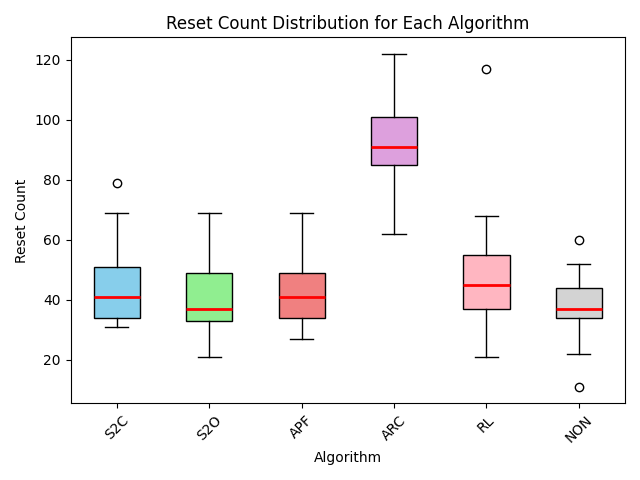 Reset Count Distribution for Each Algorithm
Reset Count
120
100
80
60
40
20
S2C
S2O
APF
ARC
RL
NON
Algorithm